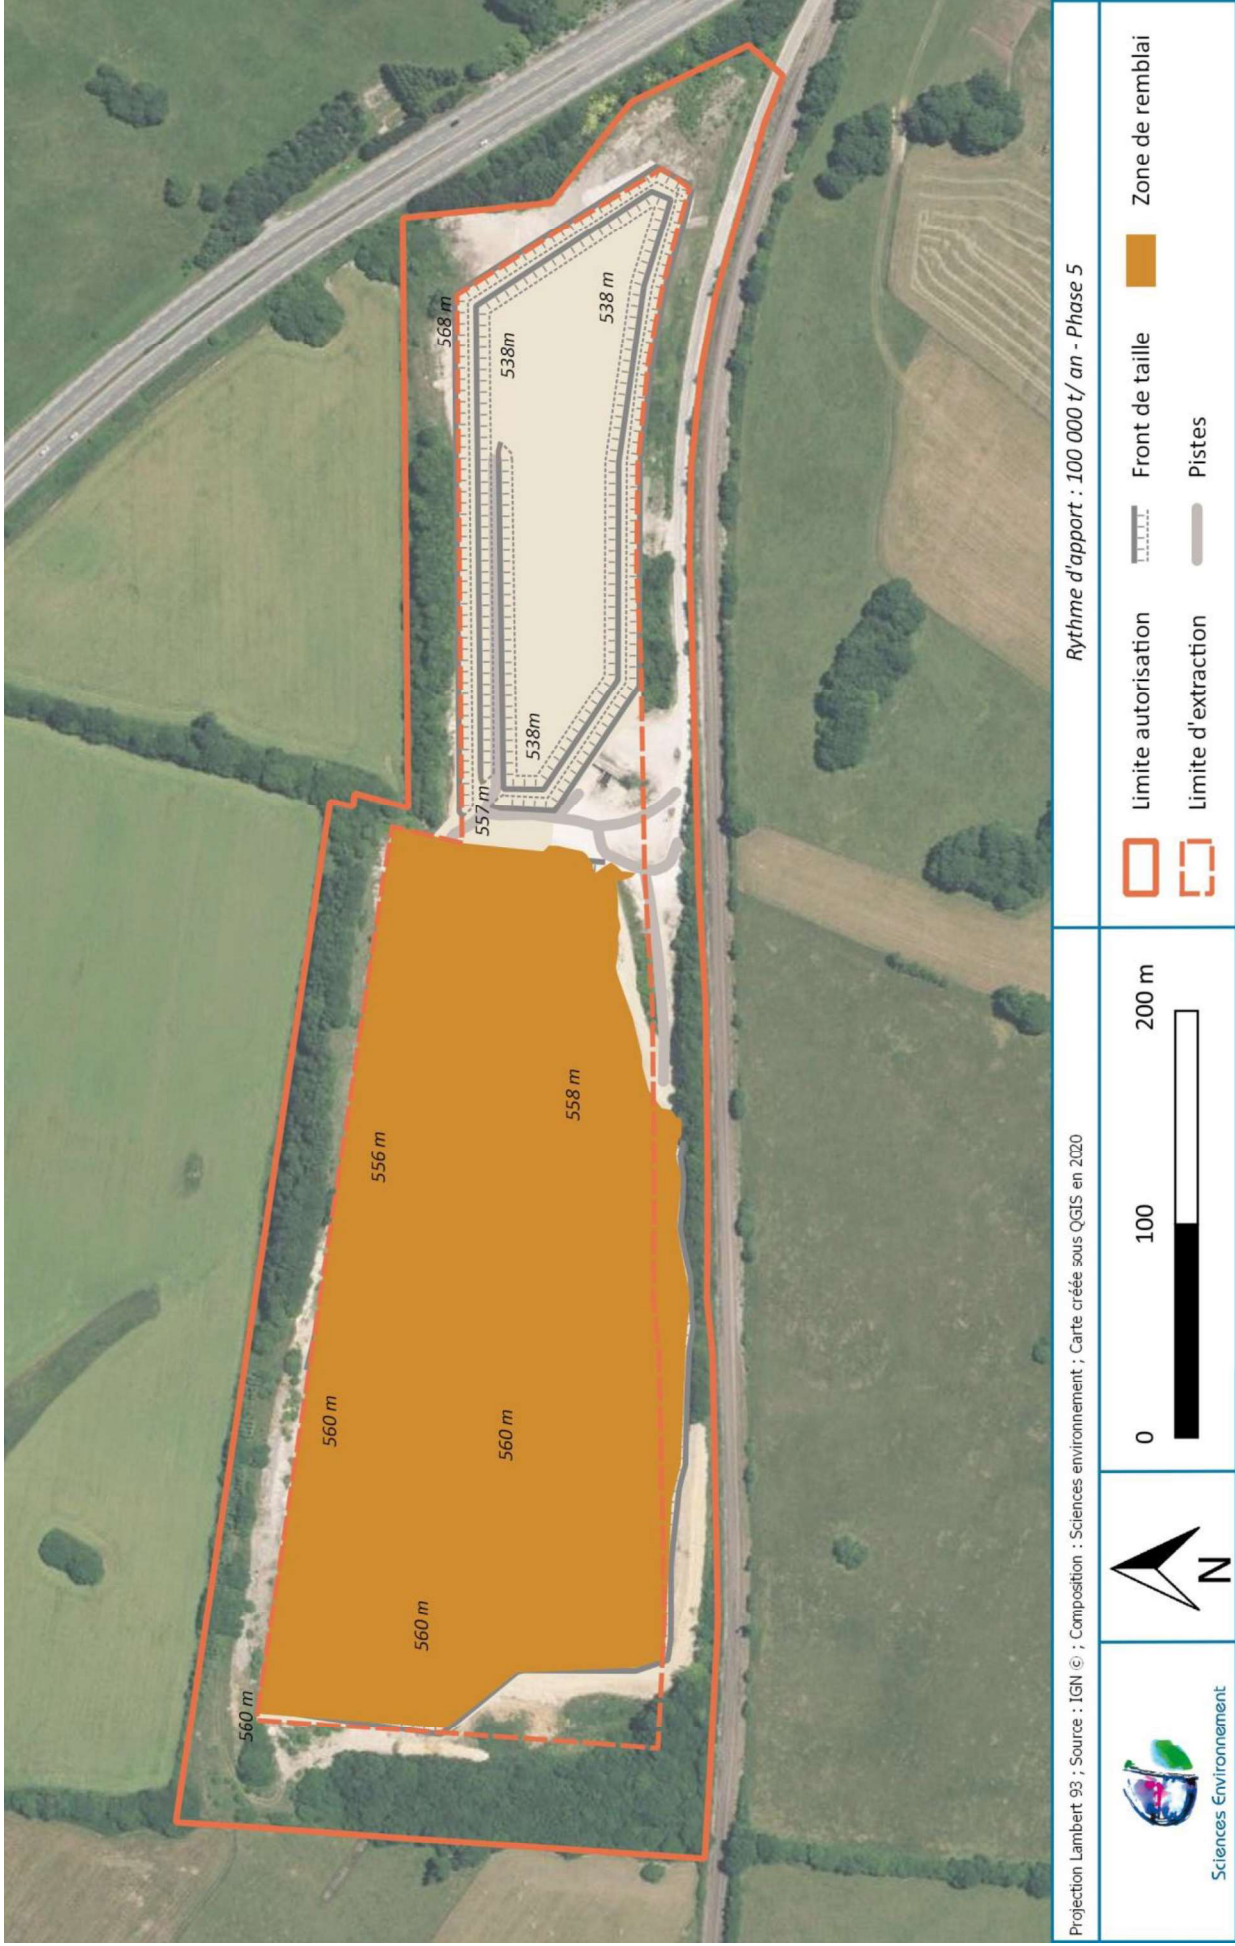 560 m
560 m
560 m
560 m
556 m
558 m
557 m
538m
568 m
538m
538 m
Projection Lambert 93 ; Source : IGN © ; Composition : Sciences environnement ; Carte créée sous QGIS en 2020
Rythme d'apport : 100 000 t/ an - Phase 5
Sciences Environnement
N
0 100 200 m
Limite autorisation
Limite d'extraction
Front de taille
Pistes
Zone de remblai